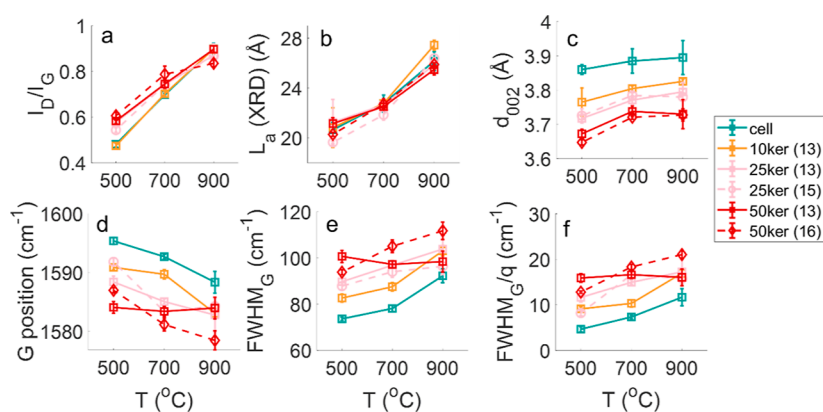 a
I_D/I_G
1
0.8
0.6
0.4
500 700 900
b
L_a (XRD) (Å)
28
24
20
500 700 900
c
d_002 (Å)
4
3.9
3.8
3.7
3.6
500 700 900
cell
10ker (13)
25ker (13)
25ker (15)
50ker (13)
50ker (16)
d
G position (cm⁻¹)
1600
1590
1580
500 700 900
T (°C)
e
FWHM_G (cm⁻¹)
120
100
80
60
500 700 900
T (°C)
f
FWHM_G/q (cm⁻¹)
30
20
10
0
500 700 900
T (°C)